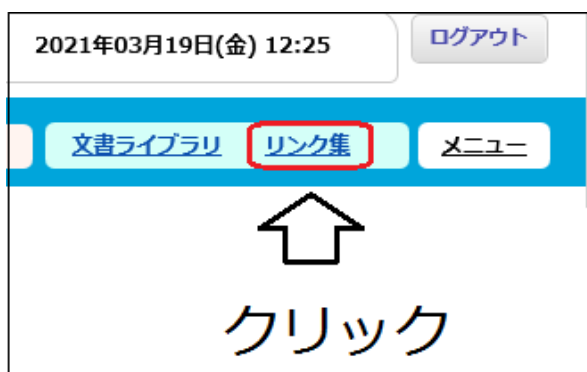 2021年03月19日(金) 12:25
ログアウト
文書ライブラリ リンク集 メニュー
クリック